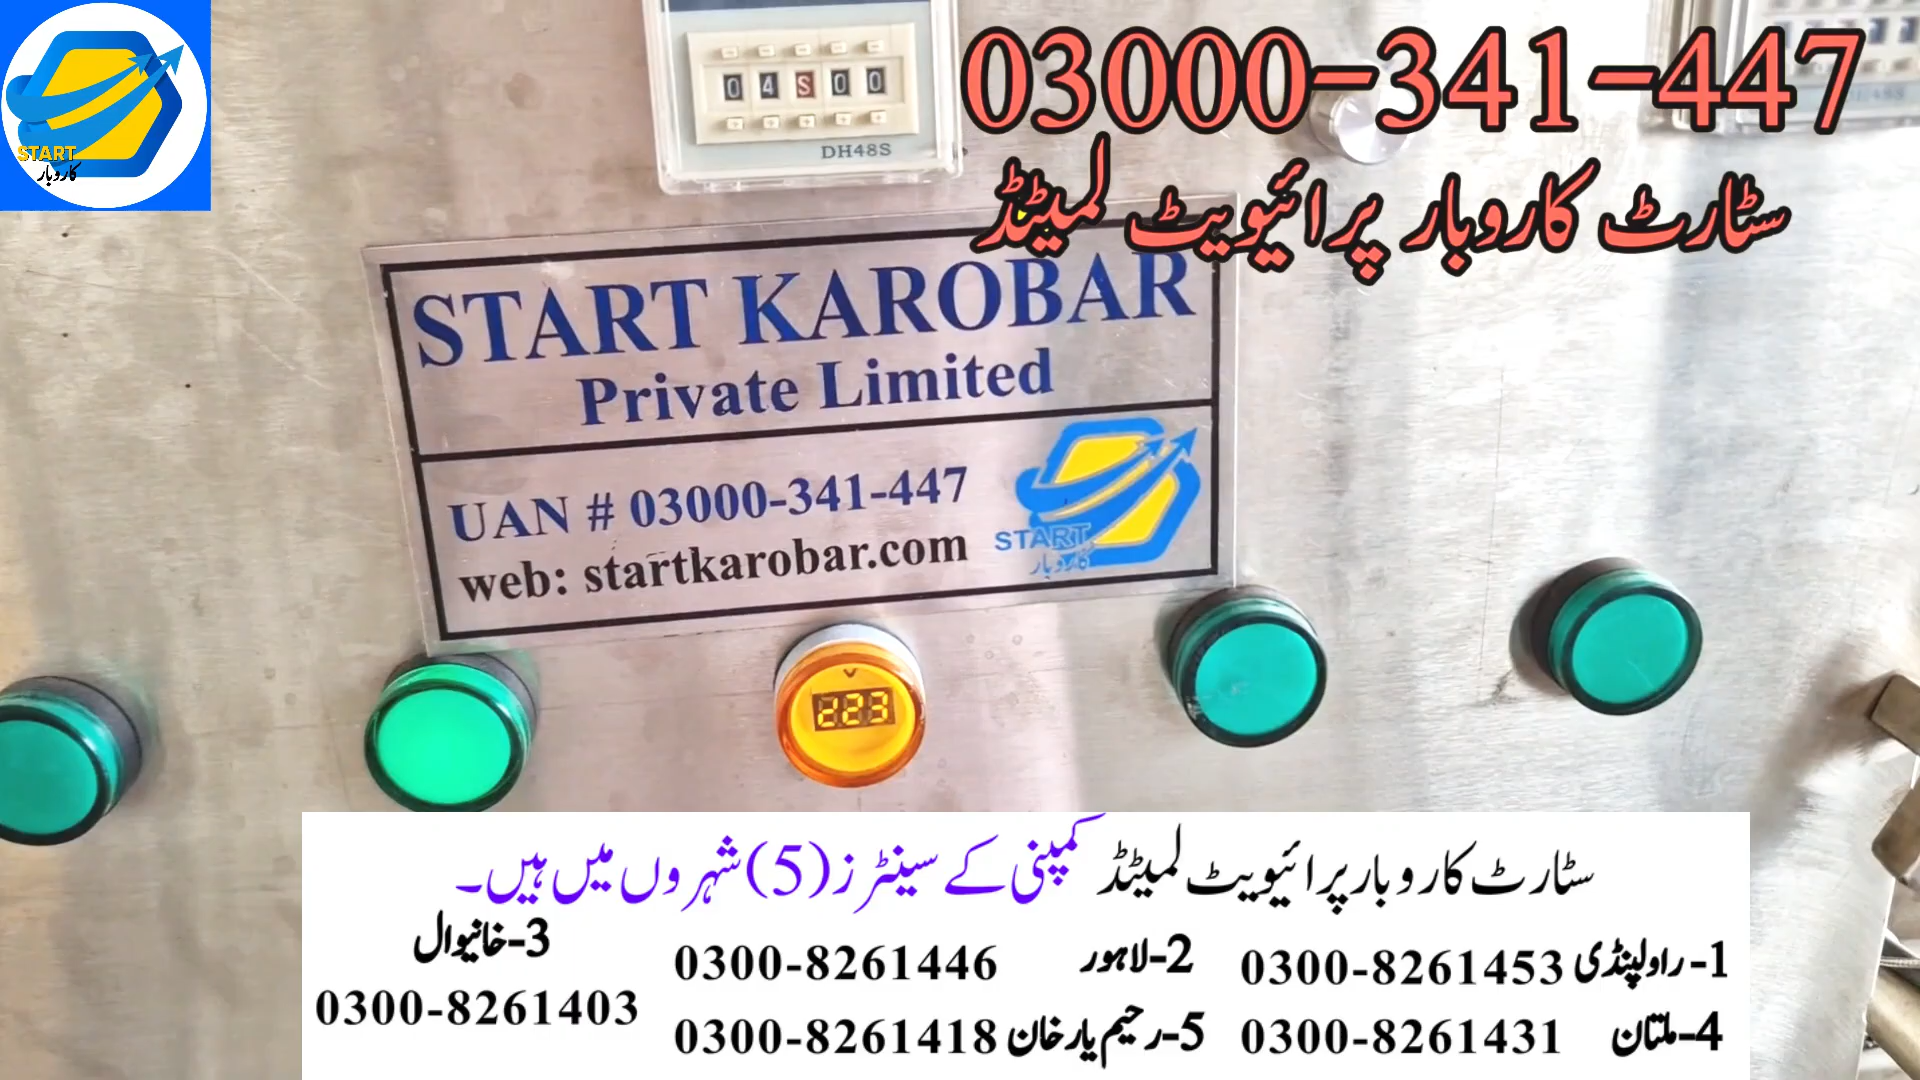 START
کاروبار
04S00
DH48S
03000-341-447
سٹارٹ کاروبار پرائیویٹ لمیٹڈ
START KAROBAR
Private Limited
UAN # 03000-341-447
web: startkarobar.com
START
کاروبار
V
223
سٹارٹ کاروبار پرائیویٹ لمیٹڈ کمپنی کے سینٹرز (5) شہروں میں ہیں۔
1- راولپنڈی 0300-8261453
2-لاہور 0300-8261446
3-خانیوال
0300-8261403
4-ملتان 0300-8261431
5-رحیم یار خان 0300-8261418